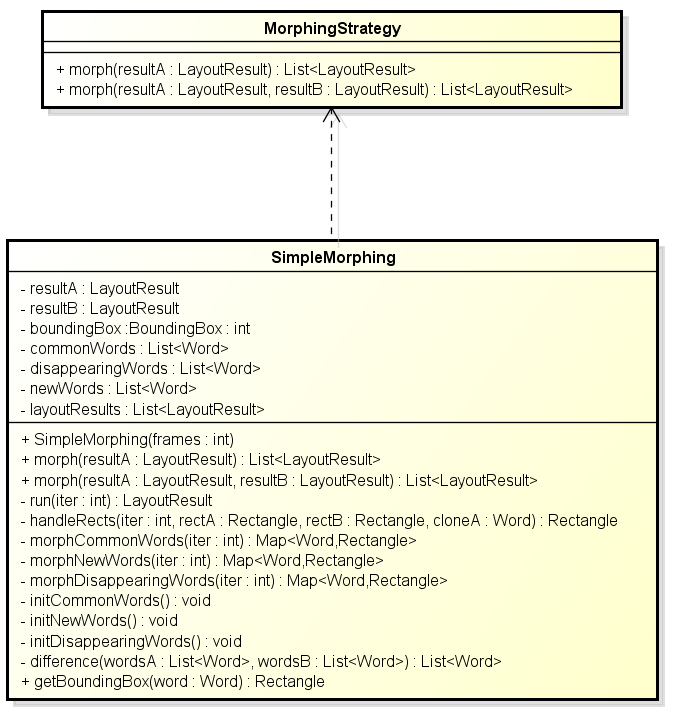 MorphingStrategy
+ morph(resultA : LayoutResult) : List<LayoutResult>
+ morph(resultA : LayoutResult, resultB : LayoutResult) : List<LayoutResult>
SimpleMorphing
- resultA : LayoutResult
- resultB : LayoutResult
- boundingBox :BoundingBox : int
- commonWords : List<Word>
- disappearingWords : List<Word>
- newWords : List<Word>
- layoutResults : List<LayoutResult>
+ SimpleMorphing(frames : int)
+ morph(resultA : LayoutResult) : List<LayoutResult>
+ morph(resultA : LayoutResult, resultB : LayoutResult) : List<LayoutResult>
- run(iter : int) : LayoutResult
- handleRects(iter : int, rectA : Rectangle, rectB : Rectangle, cloneA : Word) : Rectangle
- morphCommonWords(iter : int) : Map<Word,Rectangle>
- morphNewWords(iter : int) : Map<Word,Rectangle>
- morphDisappearingWords(iter : int) : Map<Word,Rectangle>
- initCommonWords() : void
- initNewWords() : void
- initDisappearingWords() : void
- difference(wordsA : List<Word>, wordsB : List<Word>) : List<Word>
+ getBoundingBox(word : Word) : Rectangle